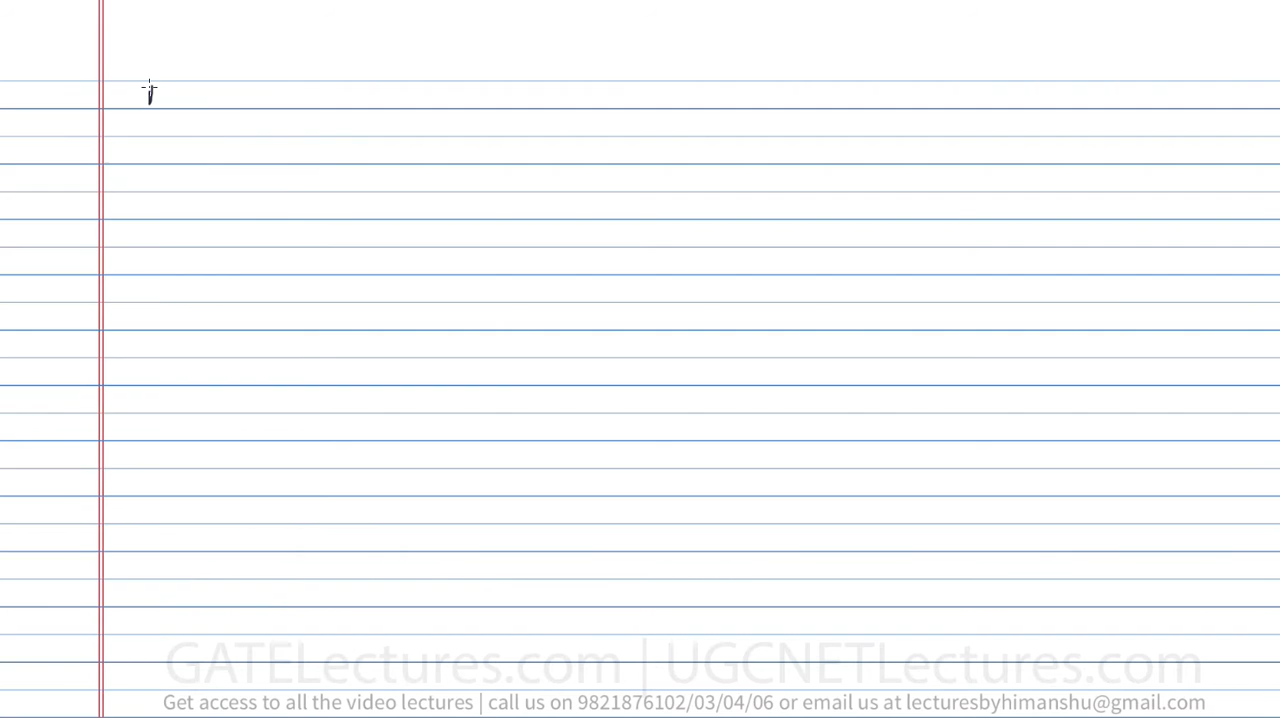 GATELectures.com | UGCNETLectures.com
Get access to all the video lectures | call us on 9821876102/03/04/06 or email us at lecturesbyhimanshu@gmail.com